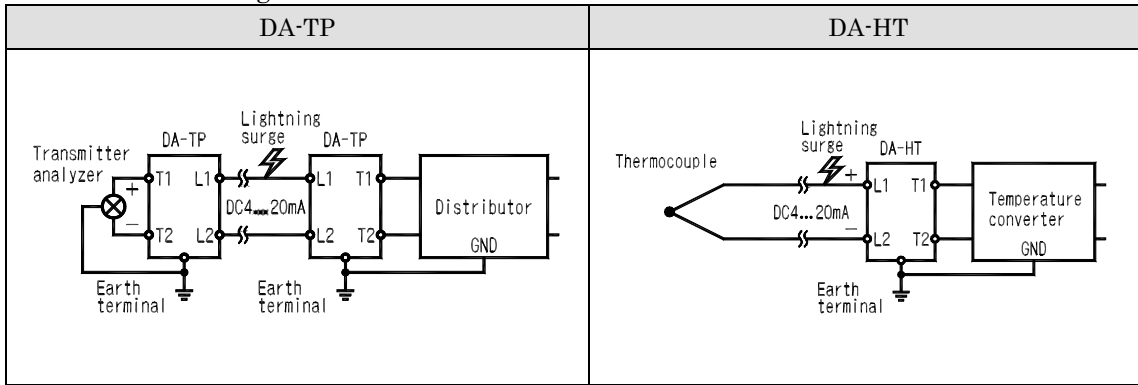 DA-TP
DA-HT
Lightning
surge
DA-TP
DA-TP
Transmitter
analyzer
+
−
T1
L1
L1
T1
DC4...20mA
T2
L2
L2
T2
Distributor
GND
Earth
terminal
Earth
terminal
Lightning
surge
DA-HT
Thermocouple
+
L1
T1
DC4...20mA
−
L2
T2
Temperature
converter
GND
Earth
terminal